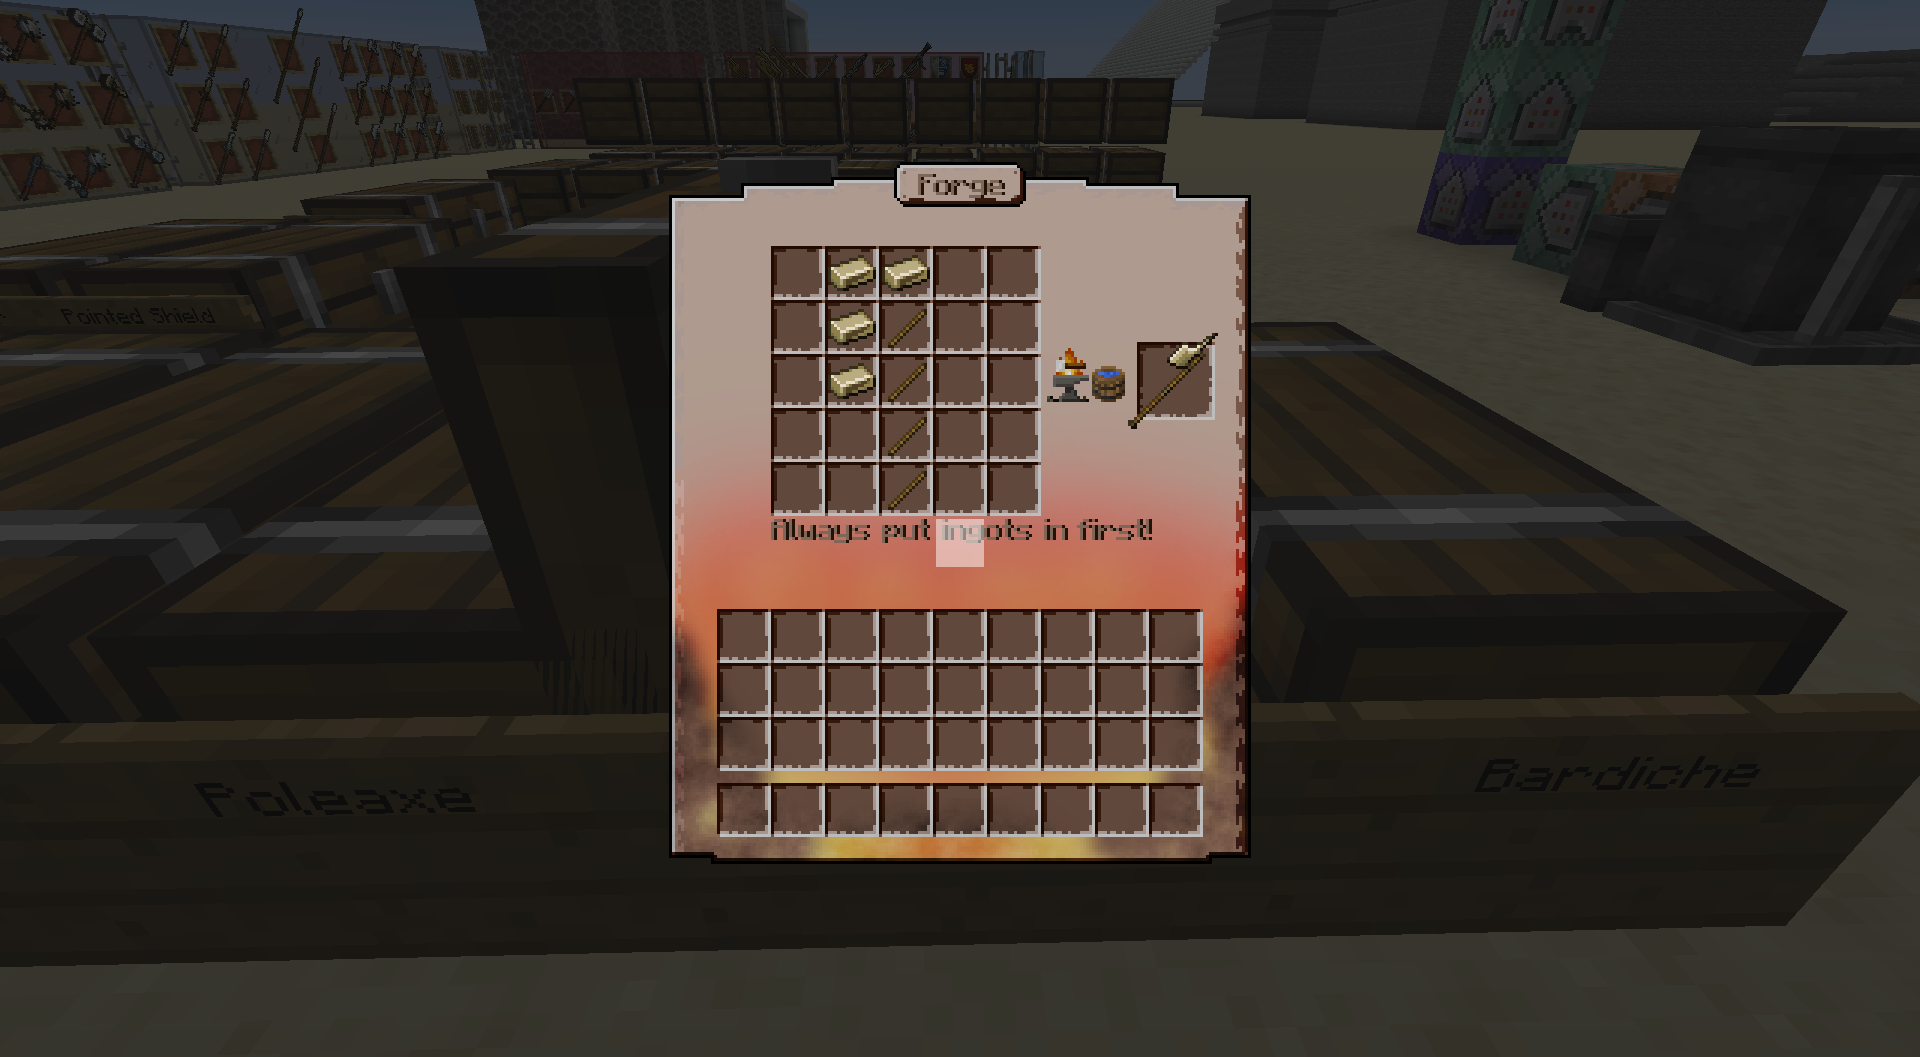 Forge
Pointed Shield
Always put ingots in first!
Poleaxe
Bardiche